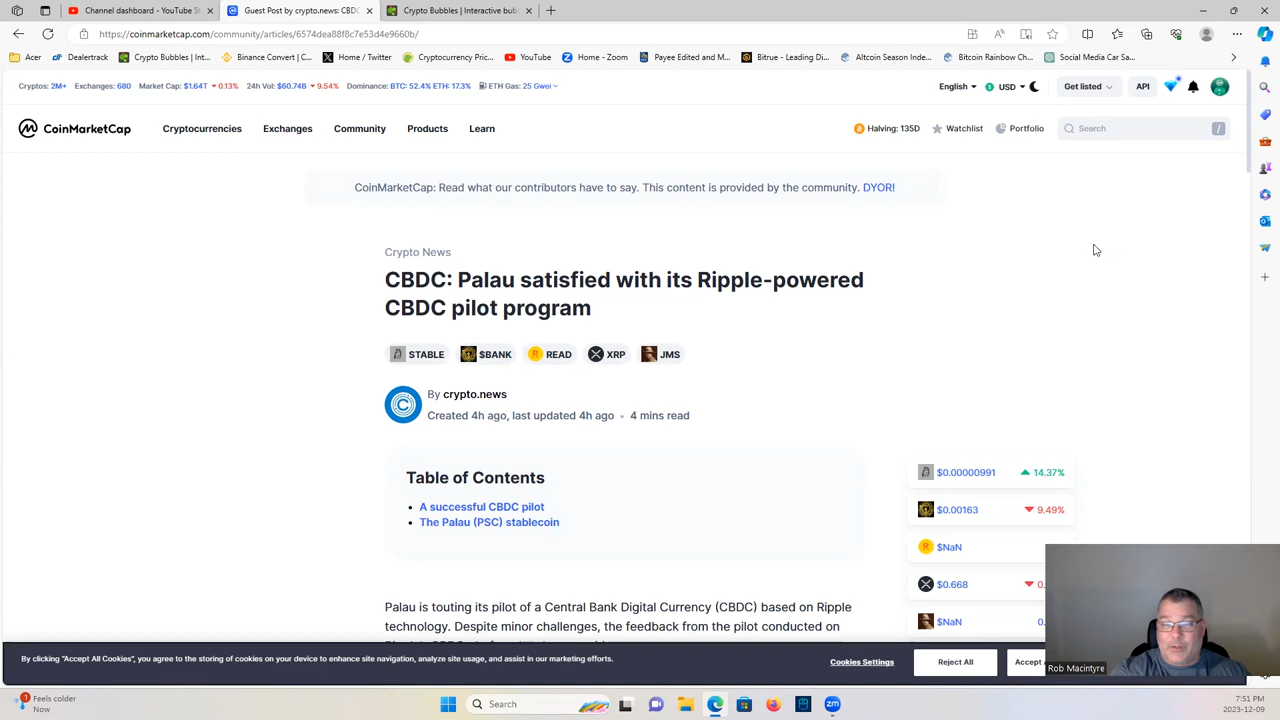 Channel dashboard - YouTube St
Guest Post by crypto.news: CBDC
Crypto Bubbles | Interactive bub
https://coinmarketcap.com/community/articles/6574dea88f8c7e53d4e9660b/
Acer
Dealertrack
Crypto Bubbles | Int...
Binance Convert | C...
Home / Twitter
Cryptocurrency Pric...
YouTube
Home - Zoom
Payee Edited and M...
Bitrue - Leading Di...
Altcoin Season Inde...
Bitcoin Rainbow Ch...
Social Media Car Sa...
Cryptos: 2M+ Exchanges: 680 Market Cap: $1.64T 0.13% 24h Vol: $60.74B 9.54% Dominance: BTC: 52.4% ETH: 17.3% ETH Gas: 25 Gwei
English
USD
Get listed
API
CoinMarketCap
Cryptocurrencies
Exchanges
Community
Products
Learn
Halving: 135D
Watchlist
Portfolio
Search
/
CoinMarketCap: Read what our contributors have to say. This content is provided by the community. DYOR!
Crypto News
CBDC: Palau satisfied with its Ripple-powered
CBDC pilot program
STABLE
$BANK
READ
XRP
JMS
By crypto.news
Created 4h ago, last updated 4h ago • 4 mins read
Table of Contents
A successful CBDC pilot
The Palau (PSC) stablecoin
$0.00000991 14.37%
$0.00163 9.49%
$NaN
$0.668 0.
$NaN 0.
Palau is touting its pilot of a Central Bank Digital Currency (CBDC) based on Ripple
technology. Despite minor challenges, the feedback from the pilot conducted on
By clicking "Accept All Cookies", you agree to the storing of cookies on your device to enhance site navigation, analyze site usage, and assist in our marketing efforts.
Cookies Settings
Reject All
Accept
Rob Macintyre
1
Feels colder
Now
Search
zm
7:51 PM
2023-12-09